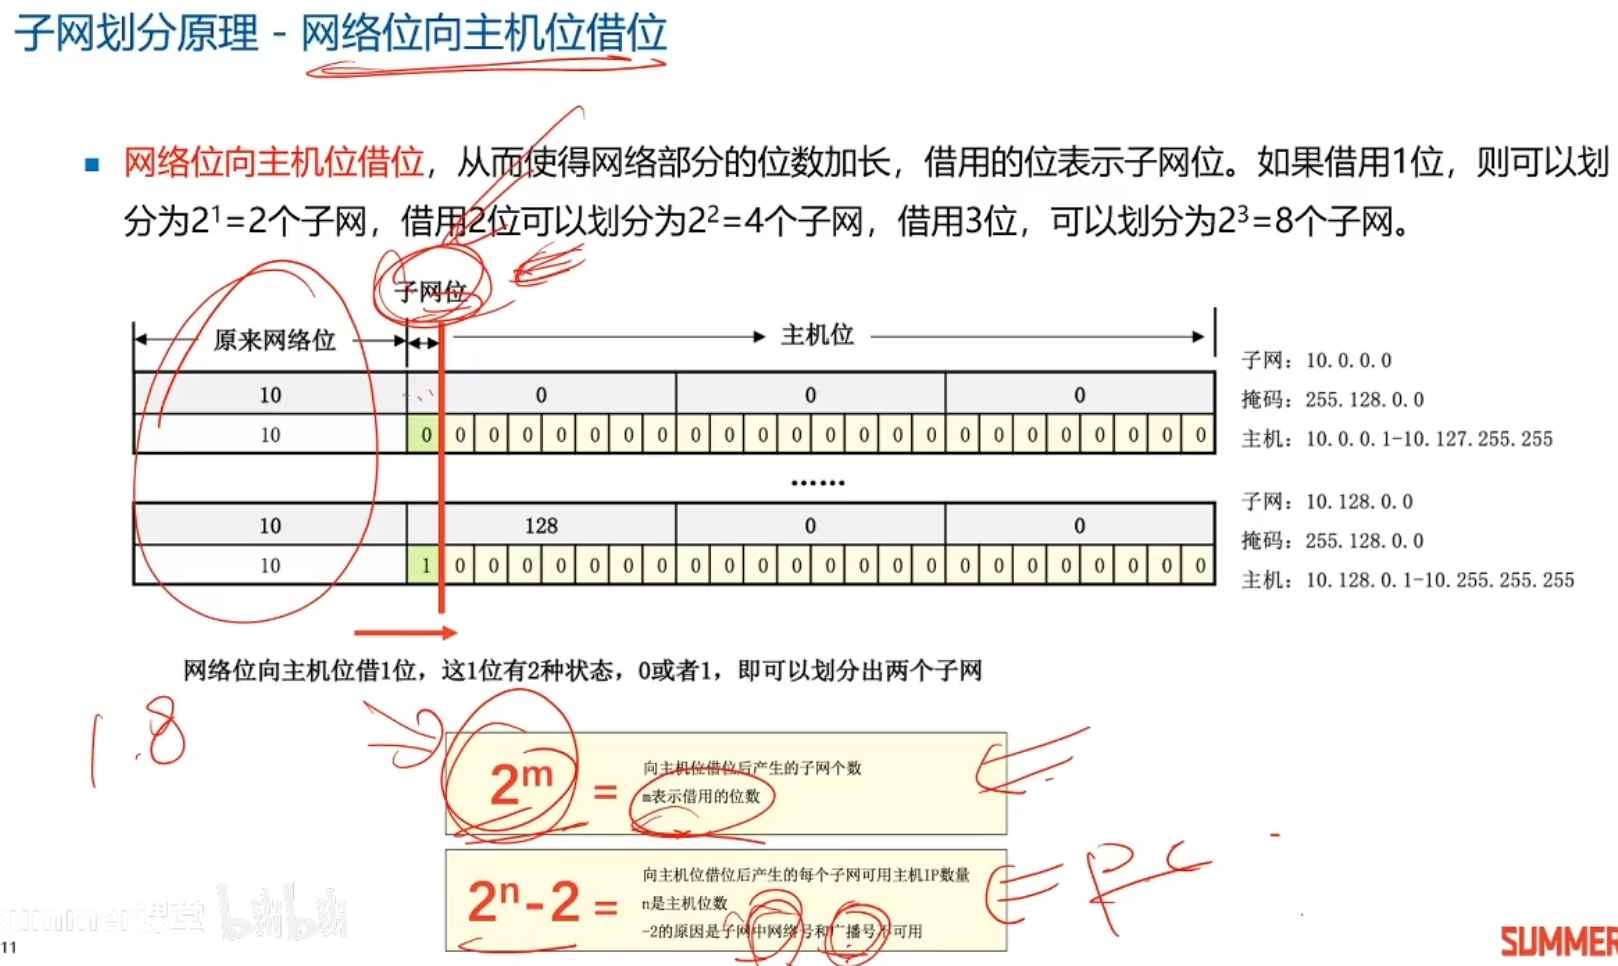 子网划分原理 - 网络位向主机位借位
■ 网络位向主机位借位，从而使得网络部分的位数加长，借用的位表示子网位。如果借用1位，则可以划
分为2¹=2个子网，借用2位可以划分为2²=4个子网，借用3位，可以划分为2³=8个子网。
子网位
原来网络位 主机位
10 0 0 0
10 0 0 0 0 0 0 0 0 0 0 0 0 0 0 0 0 0 0 0 0 0 0 0 0
子网：10.0.0.0
掩码：255.128.0.0
主机：10.0.0.1-10.127.255.255
······
10 128 0 0
10 1 0 0 0 0 0 0 0 0 0 0 0 0 0 0 0 0 0 0 0 0 0 0 0
子网：10.128.0.0
掩码：255.128.0.0
主机：10.128.0.1-10.255.255.255
网络位向主机位借1位，这1位有2种状态，0或者1，即可以划分出两个子网
1.8
2ᵐ =
向主机位借位后产生的子网个数
m表示借用的位数
2ⁿ-2 =
向主机位借位后产生的每个子网可用主机IP数量
n是主机位数
-2的原因是子网中网络号和广播号不可用
PC
summer课堂 bilibili
11
SUMMER